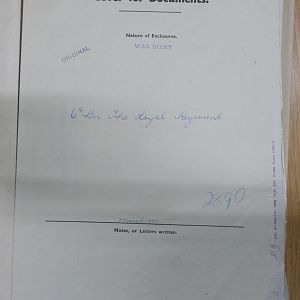 Cover for Documents.
Nature of Enclosures.
ORIGINAL
WAR DIARY
6th Bn The Loyal Regiment.
2890
Notes, or Letters written.